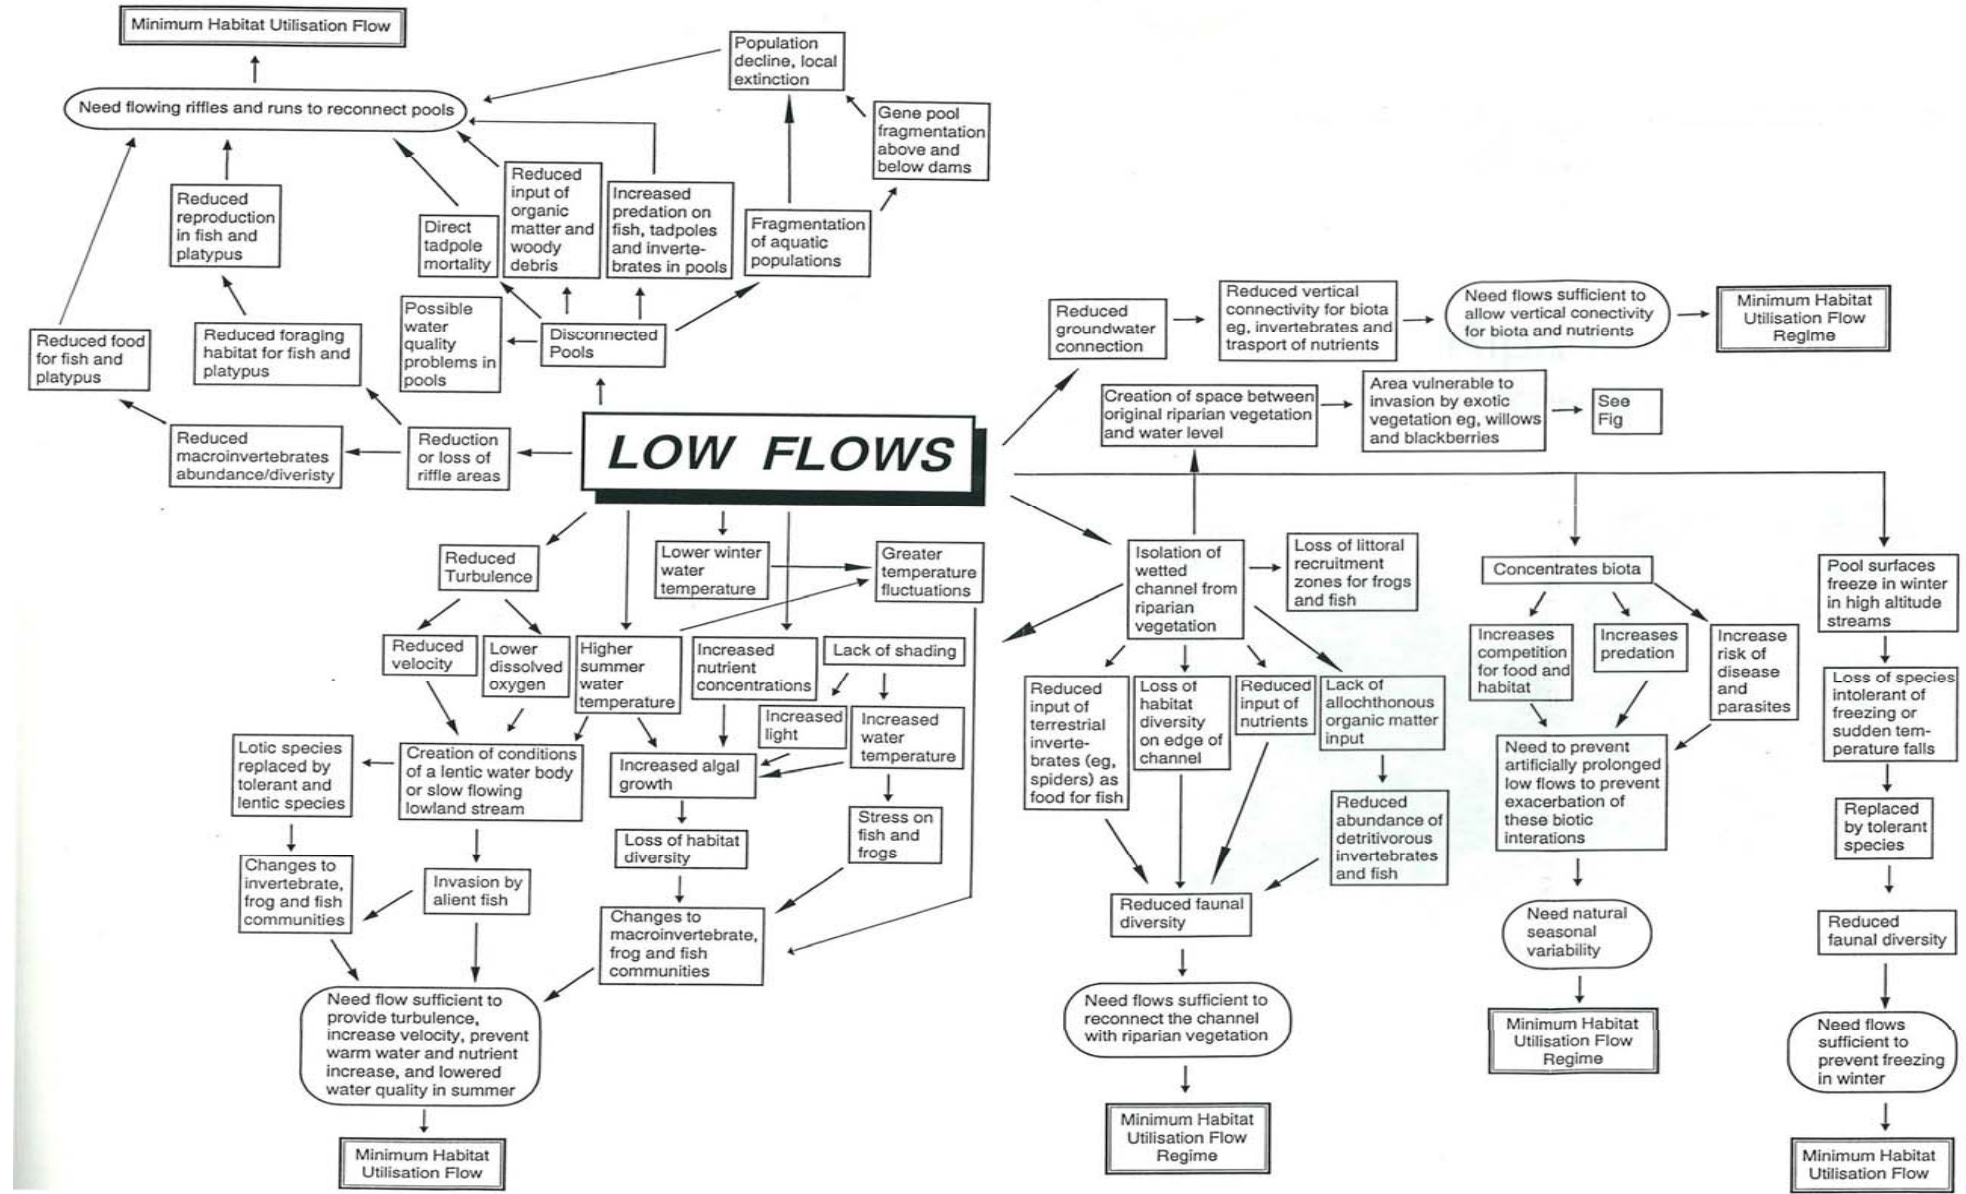 Minimum Habitat Utilisation Flow
Need flowing riffles and runs to reconnect pools
Population
decline, local
extinction
Gene pool
fragmentation
above and
below dams
Reduced
reproduction
in fish and
platypus
Direct
tadpole
mortality
Reduced
input of
organic
matter and
woody
debris
Increased
predation on
fish, tadpoles
and inverte-
brates in pools
Fragmentation
of aquatic
populations
Reduced food
for fish and
platypus
Reduced foraging
habitat for fish and
platypus
Possible
water
quality
problems in
pools
Disconnected
Pools
Reduced
macroinvertebrates
abundance/diveristy
Reduction
or loss of
riffle areas
LOW FLOWS
Reduced
groundwater
connection
Reduced vertical
connectivity for biota
eg, invertebrates and
trasport of nutrients
Need flows sufficient to
allow vertical conectivity
for biota and nutrients
Minimum Habitat
Utilisation Flow
Regime
Creation of space between
original riparian vegetation
and water level
Area vulnerable to
invasion by exotic
vegetation eg, willows
and blackberries
See
Fig
Reduced
Turbulence
Lower winter
water
temperature
Greater
temperature
fluctuations
Reduced
velocity
Lower
dissolved
oxygen
Higher
summer
water
temperature
Increased
nutrient
concentrations
Lack of shading
Increased
light
Increased
water
temperature
Lotic species
replaced by
tolerant and
lentic species
Creation of conditions
of a lentic water body
or slow flowing
lowland stream
Increased algal
growth
Loss of habitat
diversity
Stress on
fish and
frogs
Changes to
invertebrate,
frog and fish
communities
Invasion by
alient fish
Changes to
macroinvertebrate,
frog and fish
communities
Need flow sufficient to
provide turbulence,
increase velocity, prevent
warm water and nutrient
increase, and lowered
water quality in summer
Minimum Habitat
Utilisation Flow
Isolation of
wetted
channel from
riparian
vegetation
Loss of littoral
recruitment
zones for frogs
and fish
Reduced
input of
terrestrial
inverte-
brates (eg,
spiders) as
food for fish
Loss of
habitat
diversity
on edge of
channel
Reduced
input of
nutrients
Lack of
allochthonous
organic matter
input
Reduced
abundance of
detritivorous
invertebrates
and fish
Reduced faunal
diversity
Need flows sufficient to
reconnect the channel
with riparian vegetation
Minimum Habitat
Utilisation Flow
Regime
Concentrates biota
Increases
competition
for food and
habitat
Increases
predation
Increase
risk of
disease
and
parasites
Need to prevent
artificially prolonged
low flows to prevent
exacerbation of
these biotic
interations
Need natural
seasonal
variability
Minimum Habitat
Utilisation Flow
Regime
Pool surfaces
freeze in winter
in high altitude
streams
Loss of species
intolerant of
freezing or
sudden tem-
perature falls
Replaced
by tolerant
species
Reduced
faunal diversity
Need flows
sufficient to
prevent freezing
in winter
Minimum Habitat
Utilisation Flow